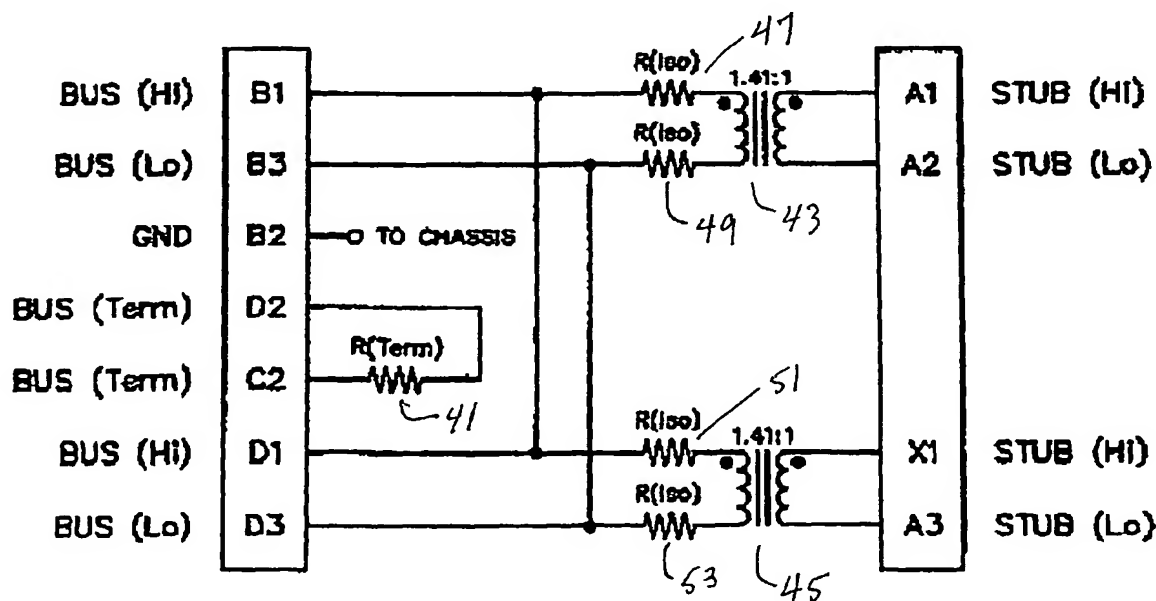 47
R(Iso)
1.41:1
BUS (Hi) B1 A1 STUB (Hi)
R(Iso)
BUS (Lo) B3 A2 STUB (Lo)
49 43
GND B2 TO CHASSIS
BUS (Term) D2
R(Term)
BUS (Term) C2
41
51
R(Iso)
1.41:1
BUS (Hi) D1 X1 STUB (Hi)
R(Iso)
BUS (Lo) D3 A3 STUB (Lo)
53 45